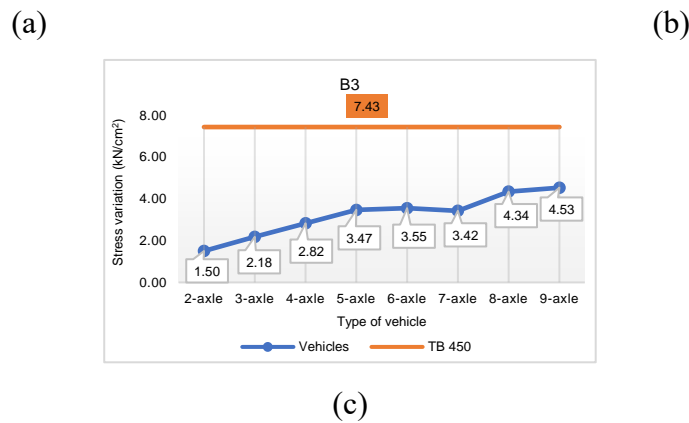 (a) (b)
B3
7.43
8.00
6.00
4.00
2.00
0.00
Stress variation (kN/cm²)
1.50
2.18
2.82
3.47
3.55
3.42
4.34
4.53
2-axle 3-axle 4-axle 5-axle 6-axle 7-axle 8-axle 9-axle
Type of vehicle
Vehicles TB 450
(c)